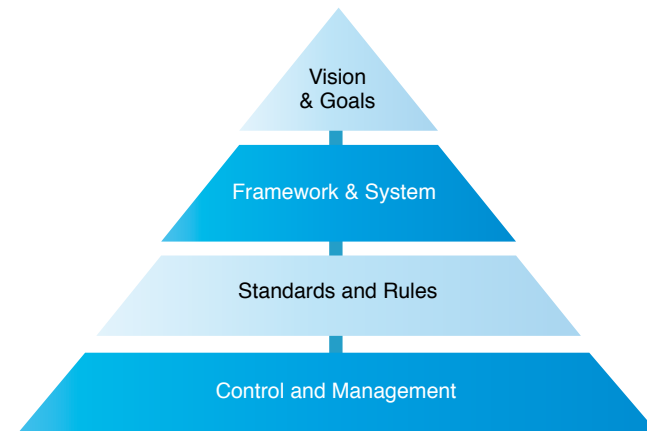 Vision
& Goals
Framework & System
Standards and Rules
Control and Management